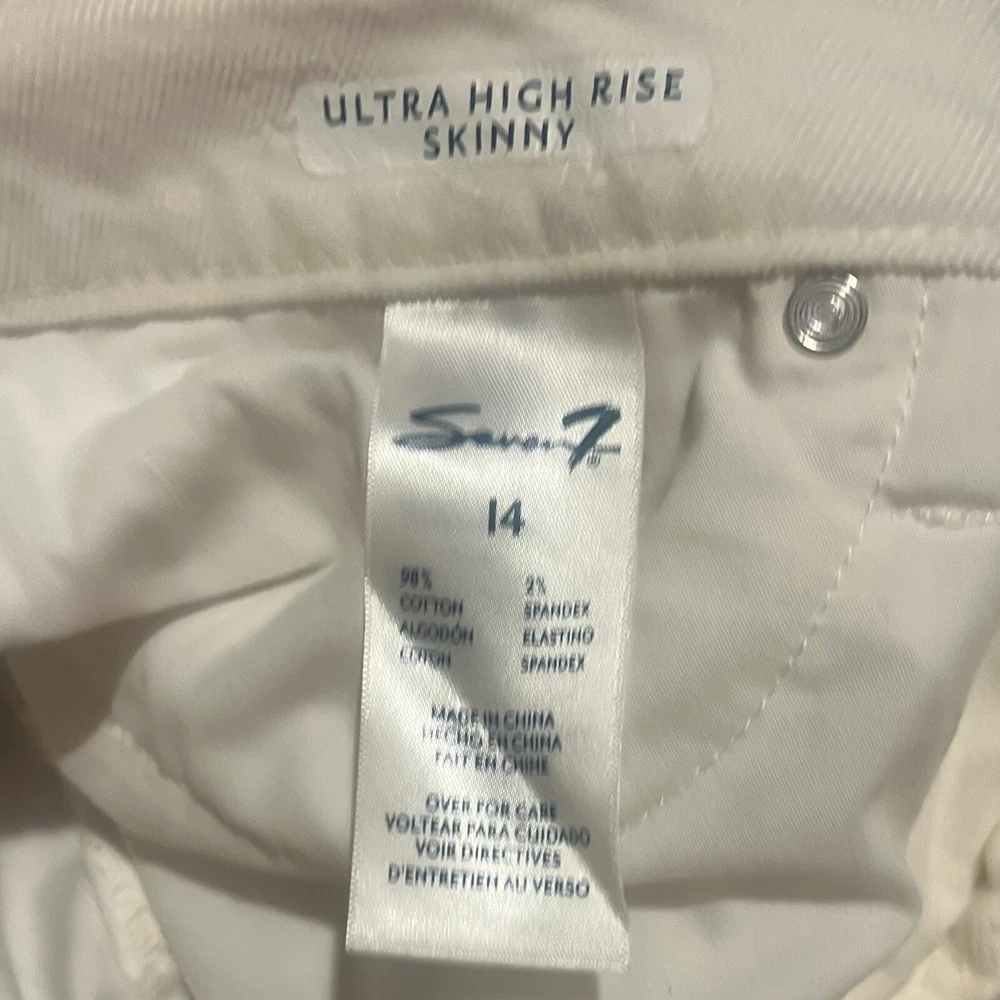 ULTRA HIGH RISE
SKINNY
Seven7
14
98% 2%
COTTON SPANDEX
ALGODÓN ELASTINO
COTON SPANDEX
MADE IN CHINA
HECHO EN CHINA
FAIT EN CHINE
OVER FOR CARE
VOLTEAR PARA CUIDADO
VOIR DIRECTIVES
D'ENTRETIEN AU VERSO